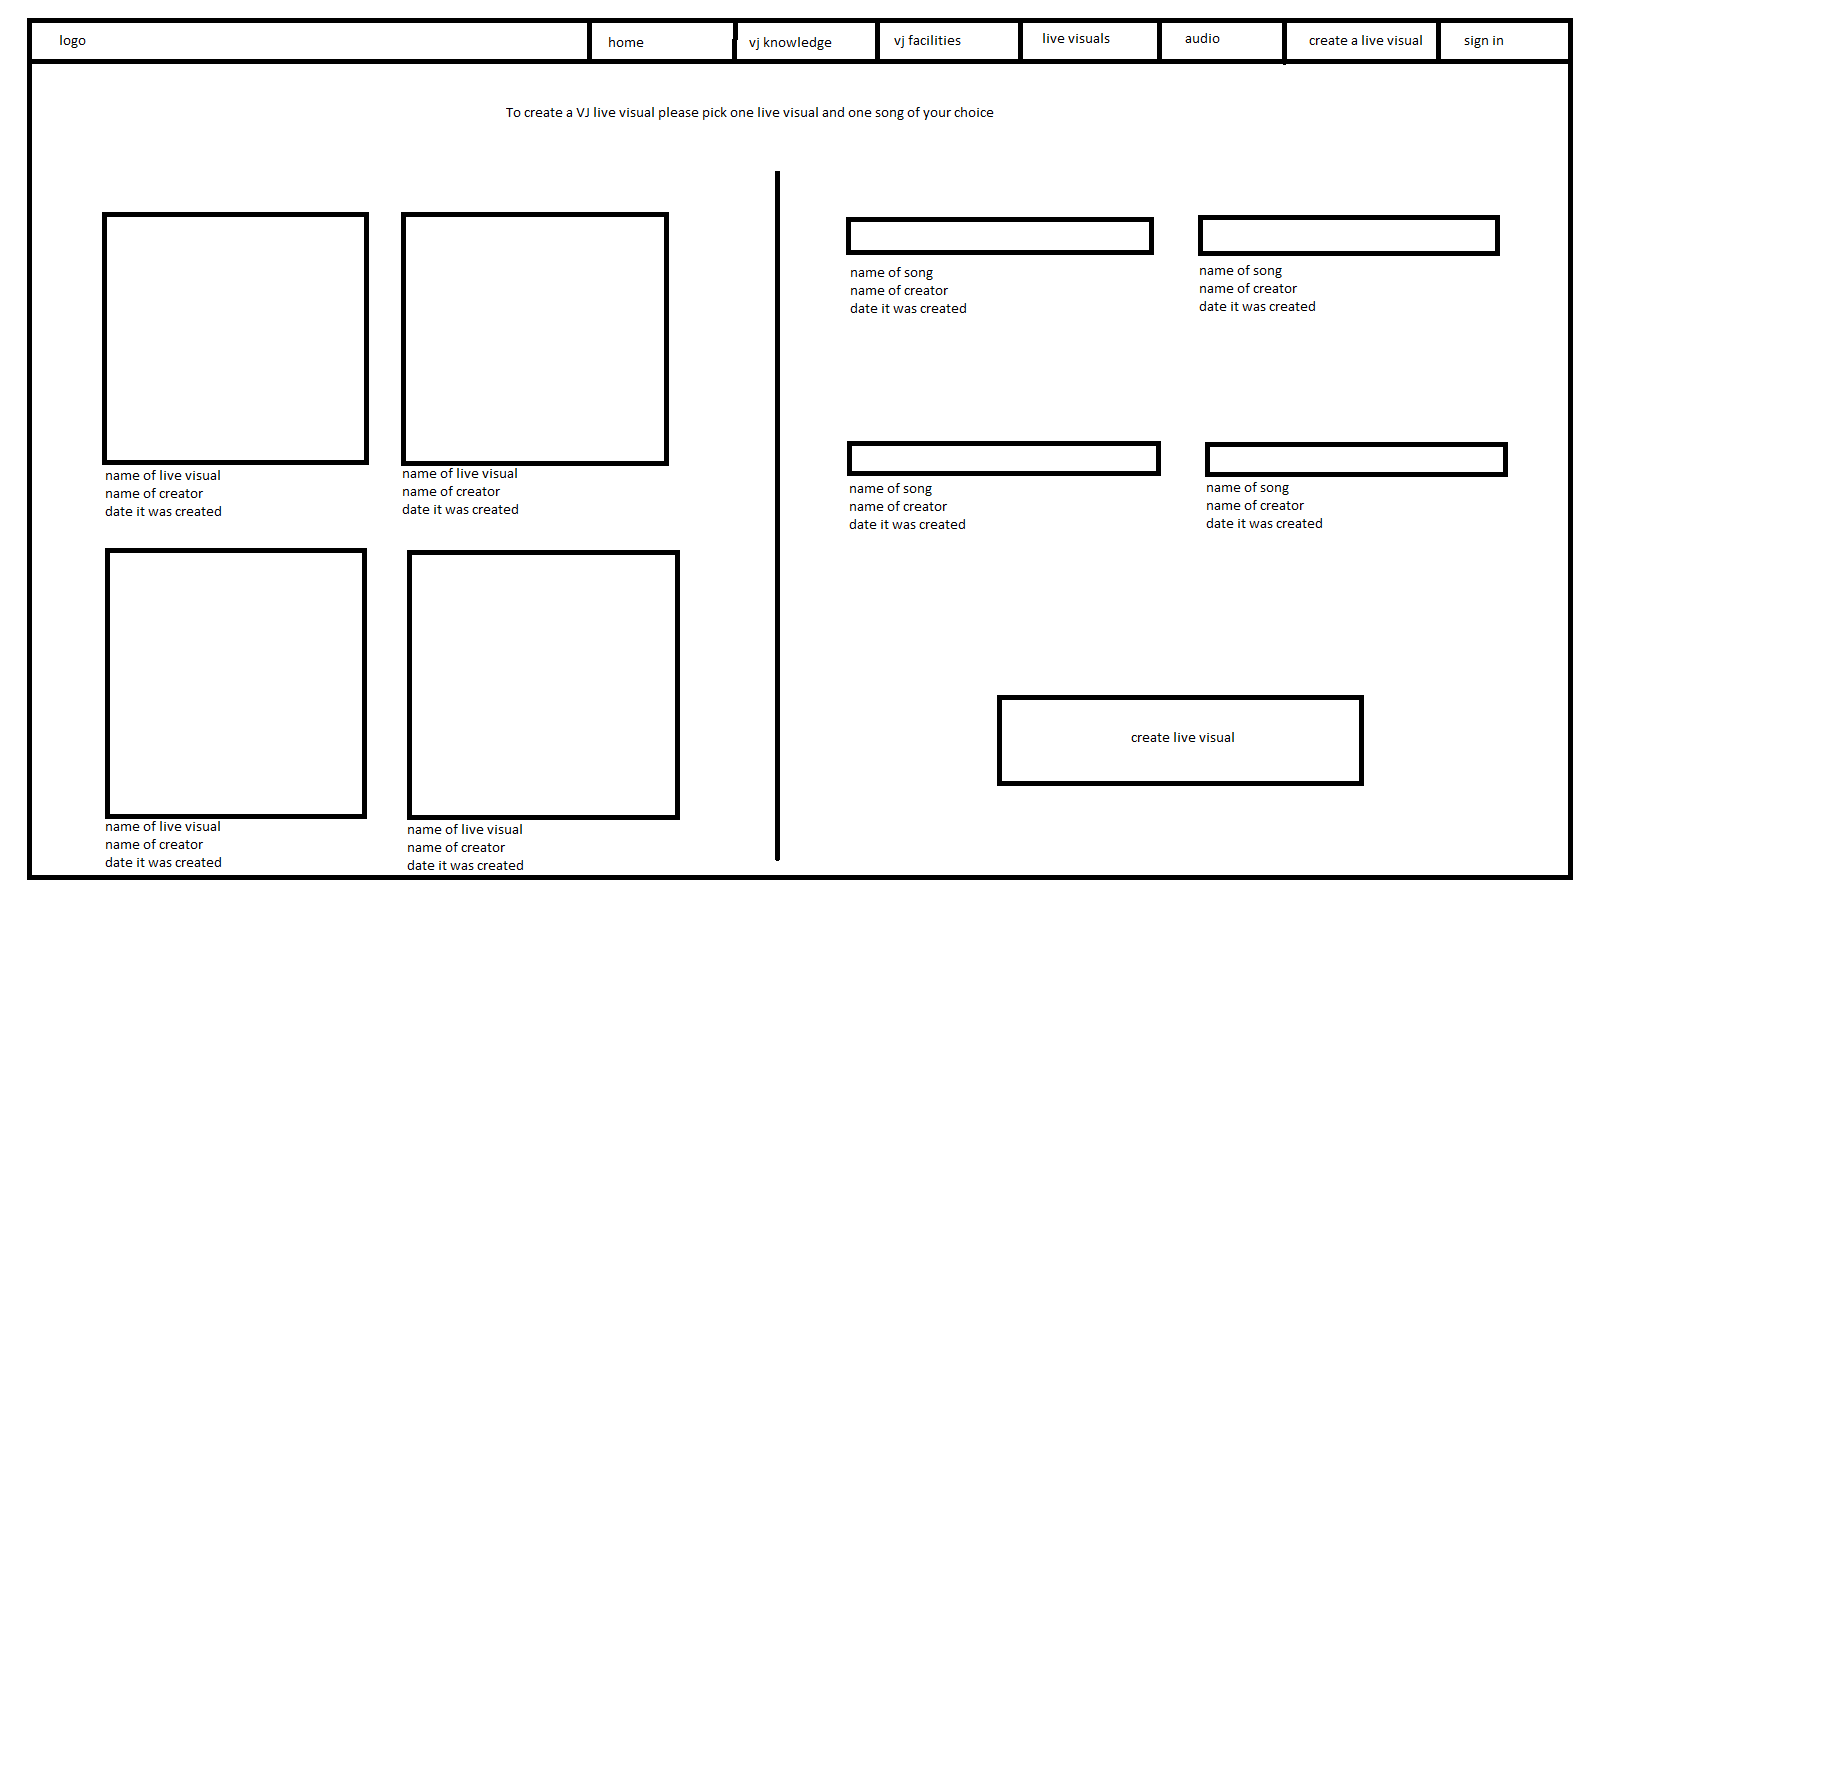 logo
home
vj knowledge
vj facilities
live visuals
audio
create a live visual
sign in
To create a VJ live visual please pick one live visual and one song of your choice
name of live visual
name of creator
date it was created
name of live visual
name of creator
date it was created
name of live visual
name of creator
date it was created
name of live visual
name of creator
date it was created
name of song
name of creator
date it was created
name of song
name of creator
date it was created
name of song
name of creator
date it was created
name of song
name of creator
date it was created
create live visual